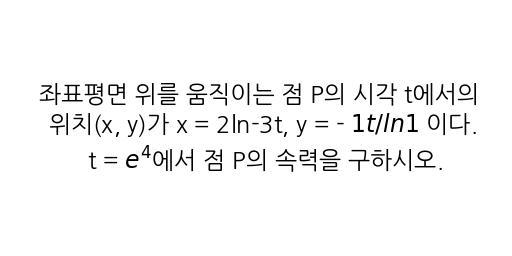 좌표평면 위를 움직이는 점 P의 시각 t에서의
위치(x, y)가 x = 2ln-3t, y = - 1t/ln1 이다.
t = e⁴에서 점 P의 속력을 구하시오.